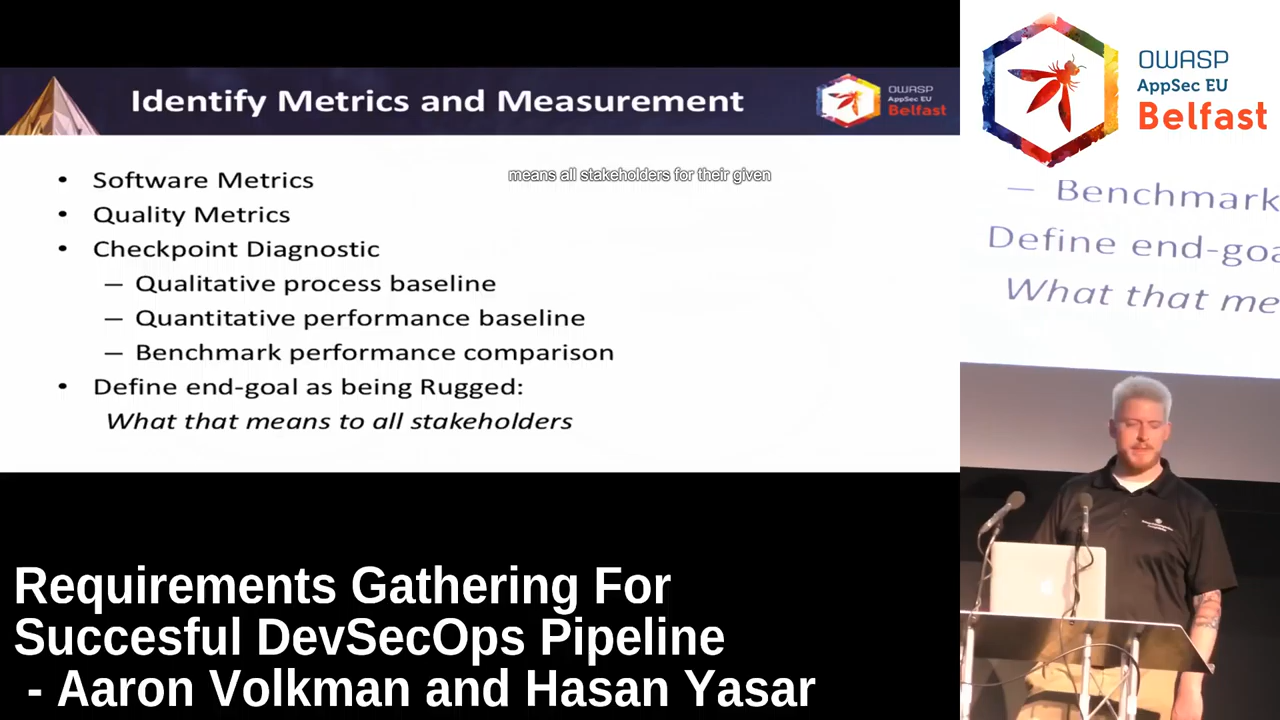 Identify Metrics and Measurement
OWASP
AppSec EU
Belfast
means all stakeholders for their given
• Software Metrics
• Quality Metrics
• Checkpoint Diagnostic
— Qualitative process baseline
— Quantitative performance baseline
— Benchmark performance comparison
• Define end-goal as being Rugged:
What that means to all stakeholders
OWASP
AppSec EU
Belfast
— Benchmark
Define end-goa
What that me
Requirements Gathering For
Succesful DevSecOps Pipeline
- Aaron Volkman and Hasan Yasar